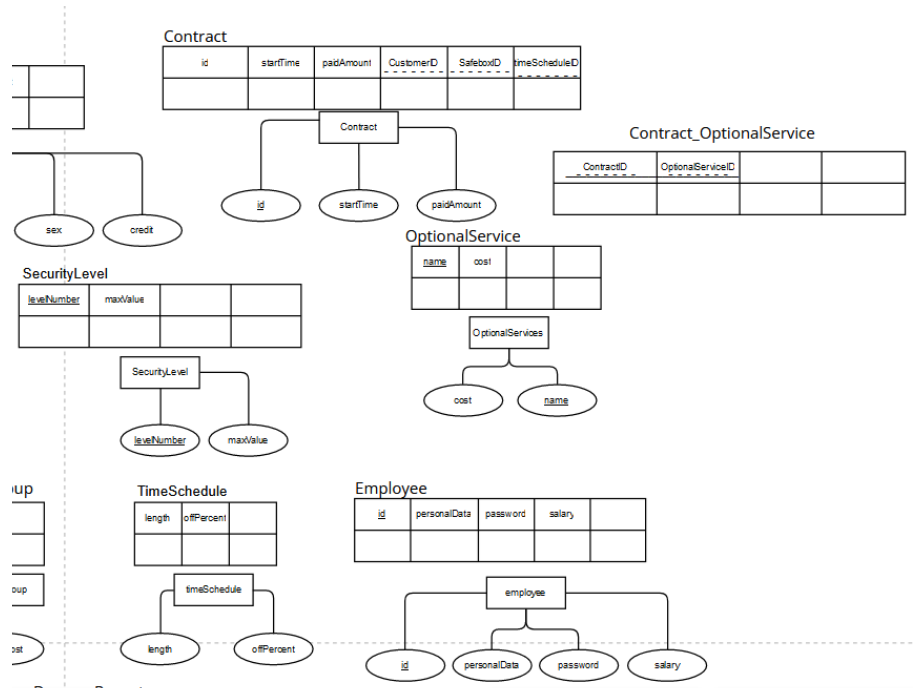 Contract
id startTime paidAmount CustomerID SafeboxID timeScheduleID
Contract
id startTime paidAmount
sex credit
Contract_OptionalService
ContractID OptionalServiceID
OptionalService
name cost
OptionalServices
cost name
SecurityLevel
levelNumber maxValue
SecurityLevel
levelNumber maxValue
oup
oup
ost
TimeSchedule
length offPercent
timeSchedule
length offPercent
Employee
id personalData password salary
employee
id personalData password salary